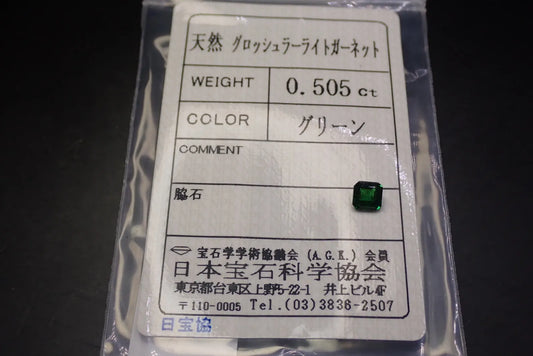 天然 グロッシュラーライトガーネット
WEIGHT 0.505 ct
COLOR グリーン
COMMENT
脇石
宝石学学術協議会 (A.G.K.) 会員
日本宝石科学協会
東京都台東区上野5-22-1 井上ビル4F
〒110-0005 Tel.(03)3836-2507
日宝協